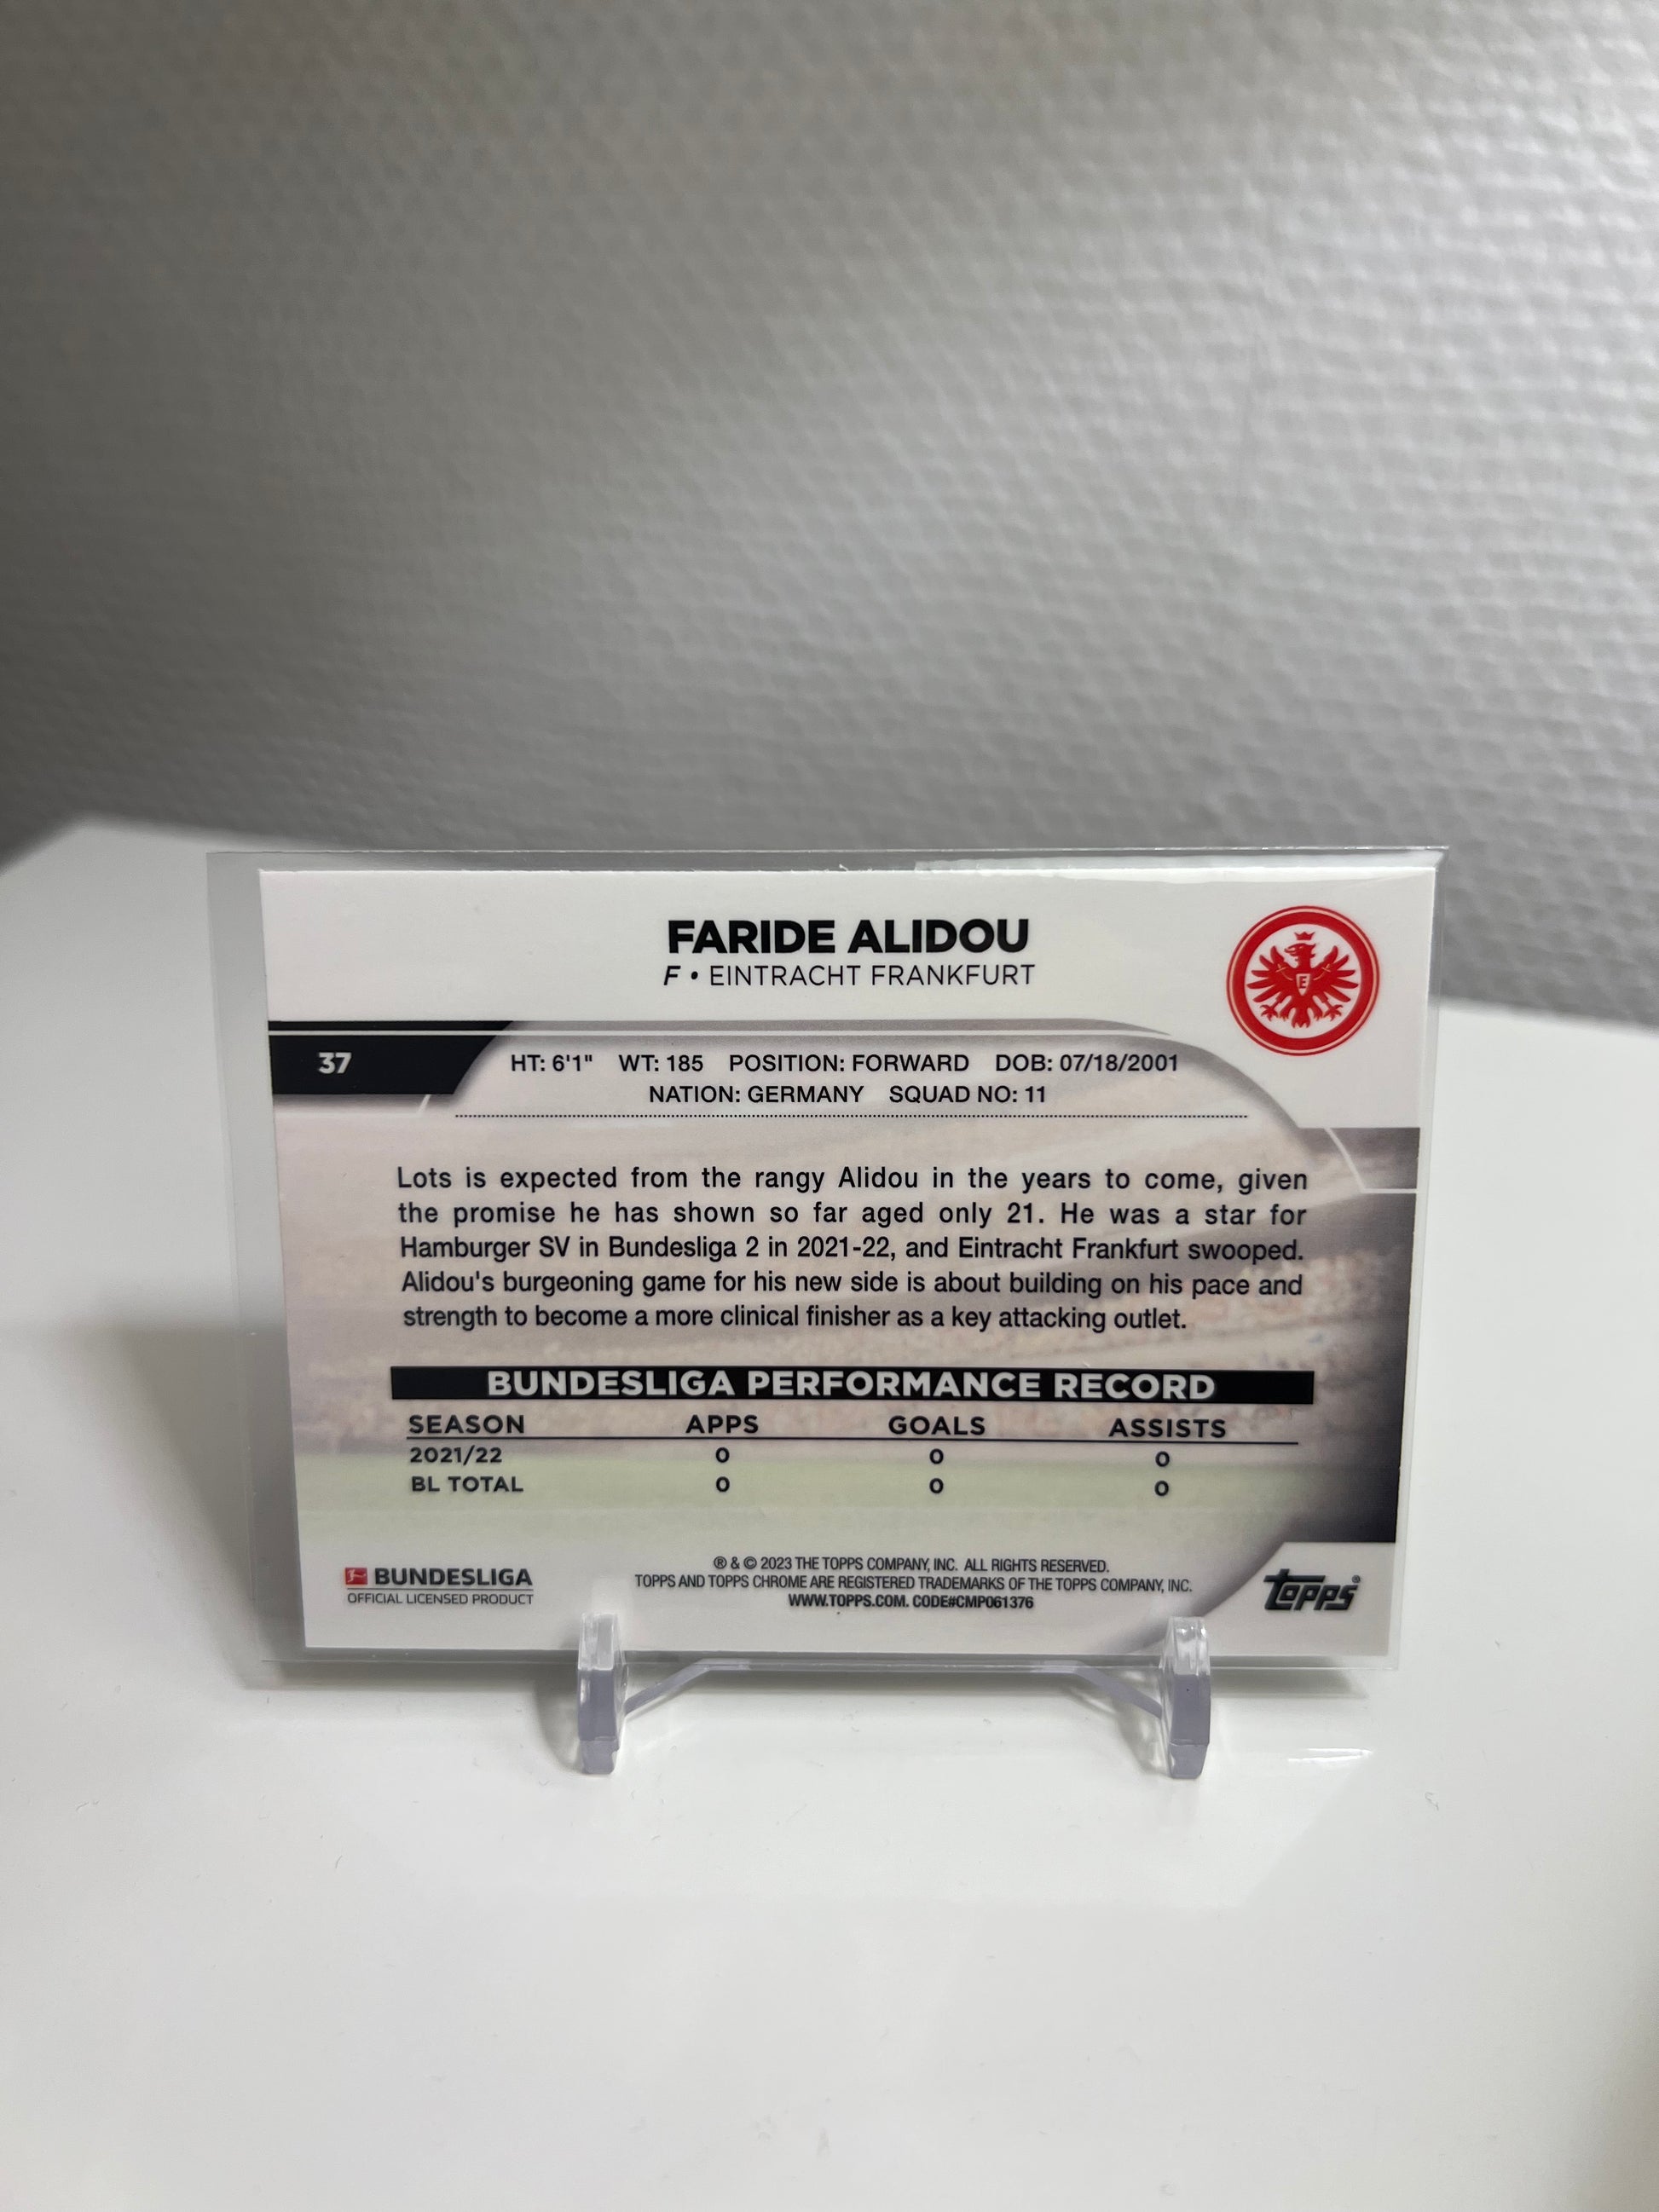 FARIDE ALIDOU
F • EINTRACHT FRANKFURT
E
37
HT: 6'1" WT: 185 POSITION: FORWARD DOB: 07/18/2001
NATION: GERMANY SQUAD NO: 11
Lots is expected from the rangy Alidou in the years to come, given
the promise he has shown so far aged only 21. He was a star for
Hamburger SV in Bundesliga 2 in 2021-22, and Eintracht Frankfurt swooped.
Alidou's burgeoning game for his new side is about building on his pace and
strength to become a more clinical finisher as a key attacking outlet.
BUNDESLIGA PERFORMANCE RECORD
SEASON APPS GOALS ASSISTS
2021/22 0 0 0
BL TOTAL 0 0 0
BUNDESLIGA
OFFICIAL LICENSED PRODUCT
® & © 2023 THE TOPPS COMPANY, INC. ALL RIGHTS RESERVED.
TOPPS AND TOPPS CHROME ARE REGISTERED TRADEMARKS OF THE TOPPS COMPANY, INC.
WWW.TOPPS.COM. CODE#CMP061376
topps®